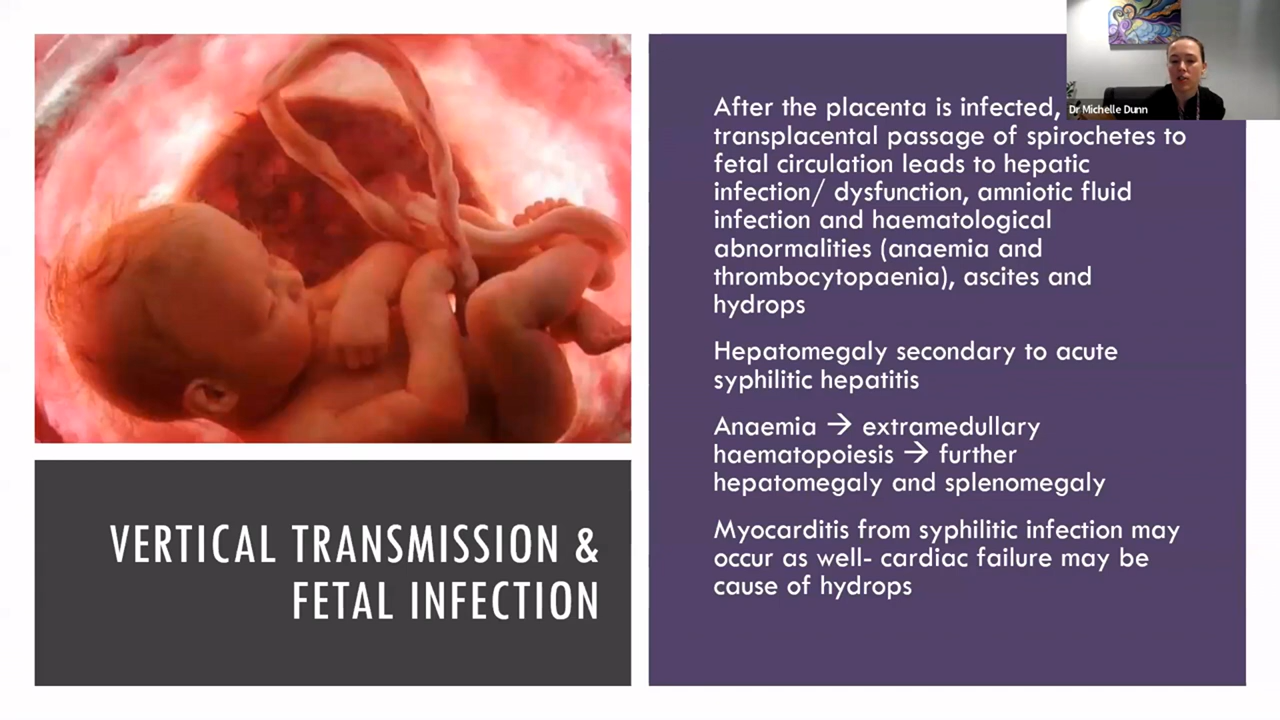 After the placenta is infected,
transplacental passage of spirochetes to
fetal circulation leads to hepatic
infection/ dysfunction, amniotic fluid
infection and haematological
abnormalities (anaemia and
thrombocytopaenia), ascites and
hydrops
Hepatomegaly secondary to acute
syphilitic hepatitis
Anaemia → extramedullary
haematopoiesis → further
hepatomegaly and splenomegaly
Myocarditis from syphilitic infection may
occur as well- cardiac failure may be
cause of hydrops
VERTICAL TRANSMISSION &
FETAL INFECTION
Dr Michelle Dunn